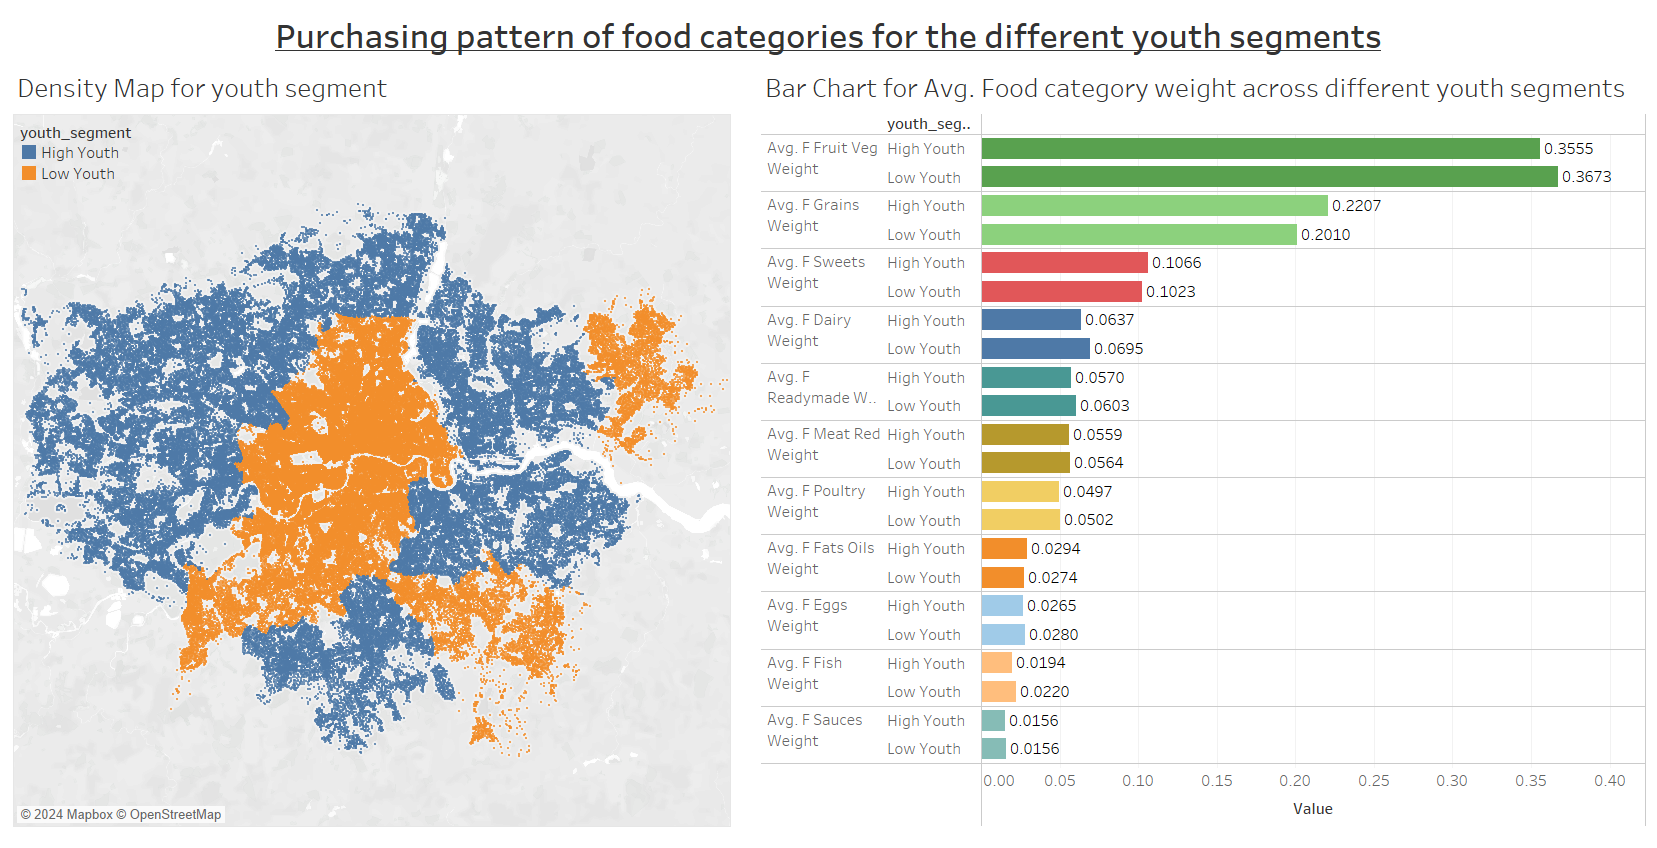 Purchasing pattern of food categories for the different youth segments
Density Map for youth segment
youth_segment
High Youth
Low Youth
© 2024 Mapbox © OpenStreetMap
Bar Chart for Avg. Food category weight across different youth segments
youth_seg..
Avg. F Fruit Veg
Weight
High Youth
0.3555
Low Youth
0.3673
Avg. F Grains
Weight
High Youth
0.2207
Low Youth
0.2010
Avg. F Sweets
Weight
High Youth
0.1066
Low Youth
0.1023
Avg. F Dairy
Weight
High Youth
0.0637
Low Youth
0.0695
Avg. F
Readymade W..
High Youth
0.0570
Low Youth
0.0603
Avg. F Meat Red
Weight
High Youth
0.0559
Low Youth
0.0564
Avg. F Poultry
Weight
High Youth
0.0497
Low Youth
0.0502
Avg. F Fats Oils
Weight
High Youth
0.0294
Low Youth
0.0274
Avg. F Eggs
Weight
High Youth
0.0265
Low Youth
0.0280
Avg. F Fish
Weight
High Youth
0.0194
Low Youth
0.0220
Avg. F Sauces
Weight
High Youth
0.0156
Low Youth
0.0156
0.00 0.05 0.10 0.15 0.20 0.25 0.30 0.35 0.40
Value